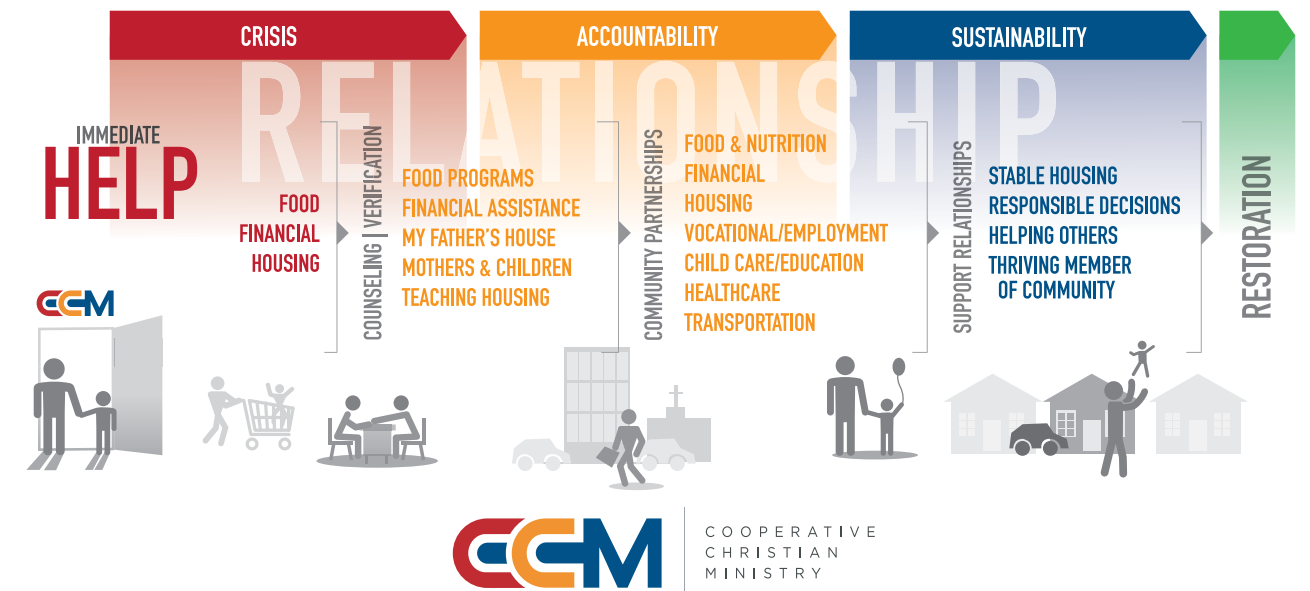 CRISIS
ACCOUNTABILITY
SUSTAINABILITY
RELATIONSHIP
IMMEDIATE
HELP
FOOD
FINANCIAL
HOUSING
COUNSELING | VERIFICATION
FOOD PROGRAMS
FINANCIAL ASSISTANCE
MY FATHER'S HOUSE
MOTHERS & CHILDREN
TEACHING HOUSING
COMMUNITY PARTNERSHIPS
FOOD & NUTRITION
FINANCIAL
HOUSING
VOCATIONAL/EMPLOYMENT
CHILD CARE/EDUCATION
HEALTHCARE
TRANSPORTATION
SUPPORT RELATIONSHIPS
STABLE HOUSING
RESPONSIBLE DECISIONS
HELPING OTHERS
THRIVING MEMBER
OF COMMUNITY
RESTORATION
CCM
CCM
COOPERATIVE
CHRISTIAN
MINISTRY